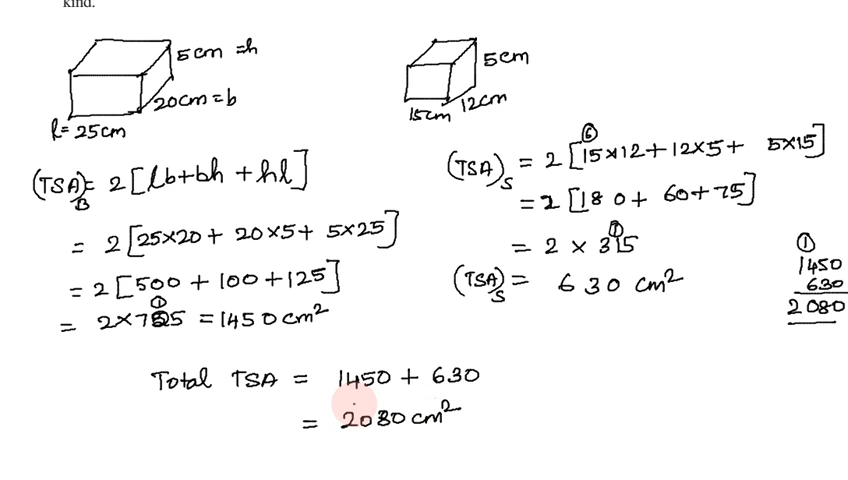 kind.
5cm =h
20cm=b
l= 25cm
(TSA)B = 2[lb+bh +hl]
= 2[25×20+ 20×5+ 5×25]
= 2[500 + 100+125]
= 2×725 = 1450cm²
5cm
12cm
15cm
(TSA)S = 2[15×12+12×5+ 5×15]
= 2[180+ 60+75]
= 2 × 315
(TSA)S = 630 cm²
1
1450
630
2080
Total TSA = 1450 + 630
= 2080 cm²